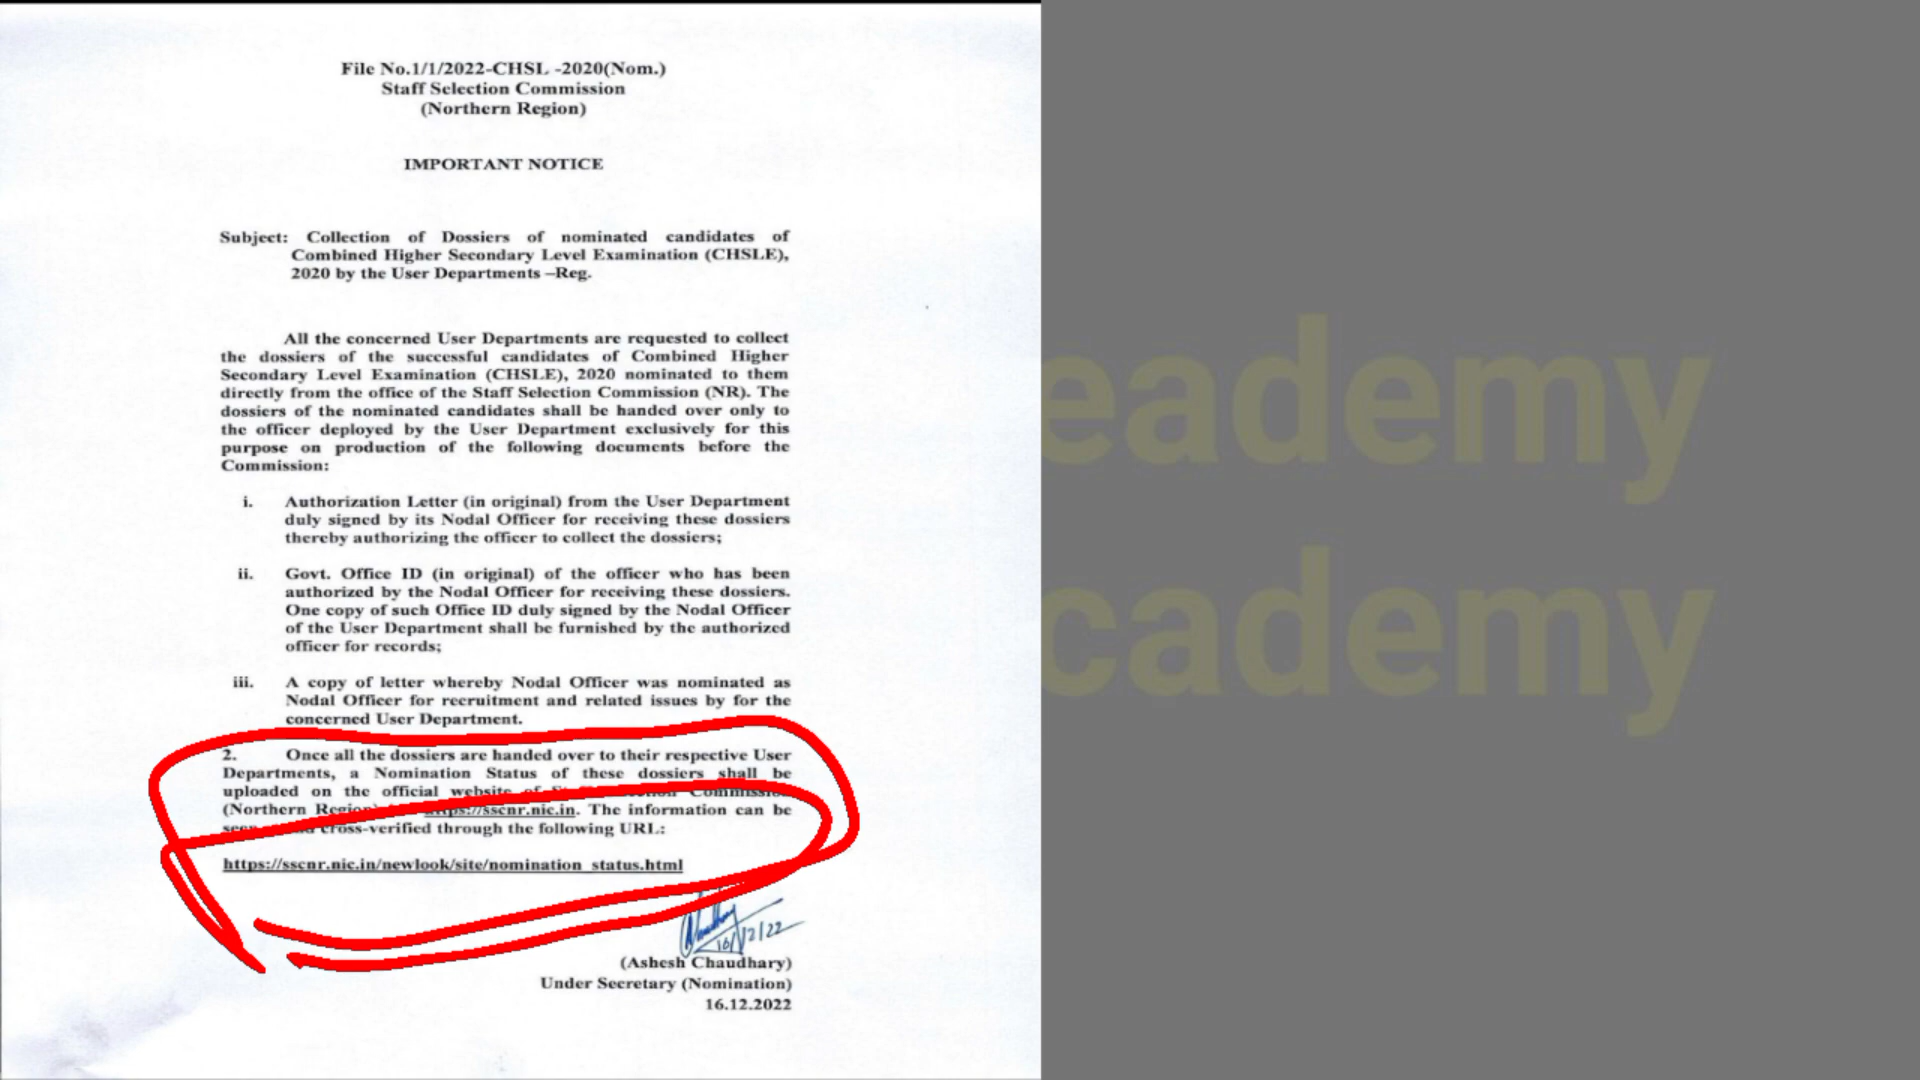 File No.1/1/2022-CHSL -2020(Nom.)
Staff Selection Commission
(Northern Region)
IMPORTANT NOTICE
Subject: Collection of Dossiers of nominated candidates of
Combined Higher Secondary Level Examination (CHSLE),
2020 by the User Departments –Reg.
All the concerned User Departments are requested to collect
the dossiers of the successful candidates of Combined Higher
Secondary Level Examination (CHSLE), 2020 nominated to them
directly from the office of the Staff Selection Commission (NR). The
dossiers of the nominated candidates shall be handed over only to
the officer deployed by the User Department exclusively for this
purpose on production of the following documents before the
Commission:
i. Authorization Letter (in original) from the User Department
duly signed by its Nodal Officer for receiving these dossiers
thereby authorizing the officer to collect the dossiers;
ii. Govt. Office ID (in original) of the officer who has been
authorized by the Nodal Officer for receiving these dossiers.
One copy of such Office ID duly signed by the Nodal Officer
of the User Department shall be furnished by the authorized
officer for records;
iii. A copy of letter whereby Nodal Officer was nominated as
Nodal Officer for recruitment and related issues by for the
concerned User Department.
2. Once all the dossiers are handed over to their respective User
Departments, a Nomination Status of these dossiers shall be
uploaded on the official website of Commission
(Northern Region) https://sscnr.nic.in. The information can be
cross-verified through the following URL:
https://sscnr.nic.in/newlook/site/nomination_status.html
16/12/22
(Ashesh Chaudhary)
Under Secretary (Nomination)
16.12.2022
eademy
cademy